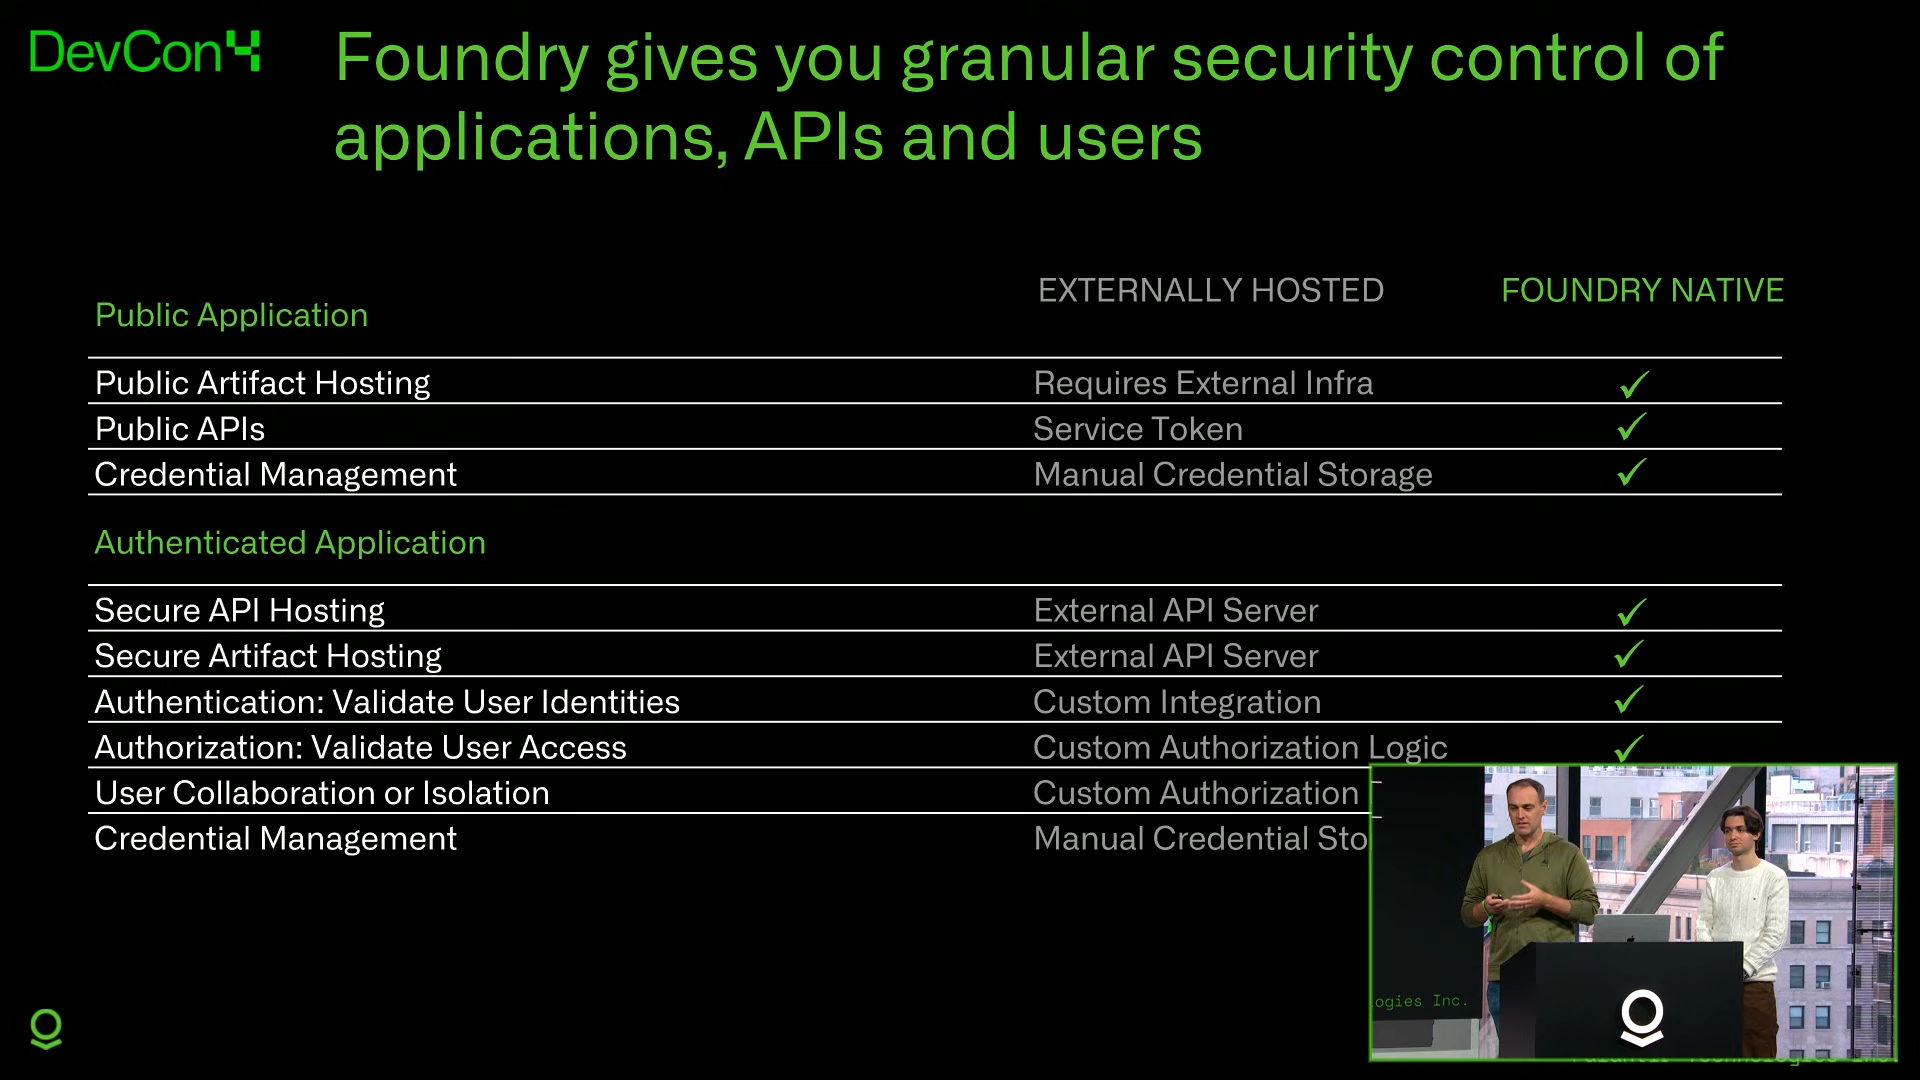 DevCon4
Foundry gives you granular security control of
applications, APIs and users
EXTERNALLY HOSTED FOUNDRY NATIVE
Public Application
Public Artifact Hosting Requires External Infra ✓
Public APIs Service Token ✓
Credential Management Manual Credential Storage ✓
Authenticated Application
Secure API Hosting External API Server ✓
Secure Artifact Hosting External API Server ✓
Authentication: Validate User Identities Custom Integration ✓
Authorization: Validate User Access Custom Authorization Logic ✓
User Collaboration or Isolation Custom Authorization
Credential Management Manual Credential Sto
ogies Inc.